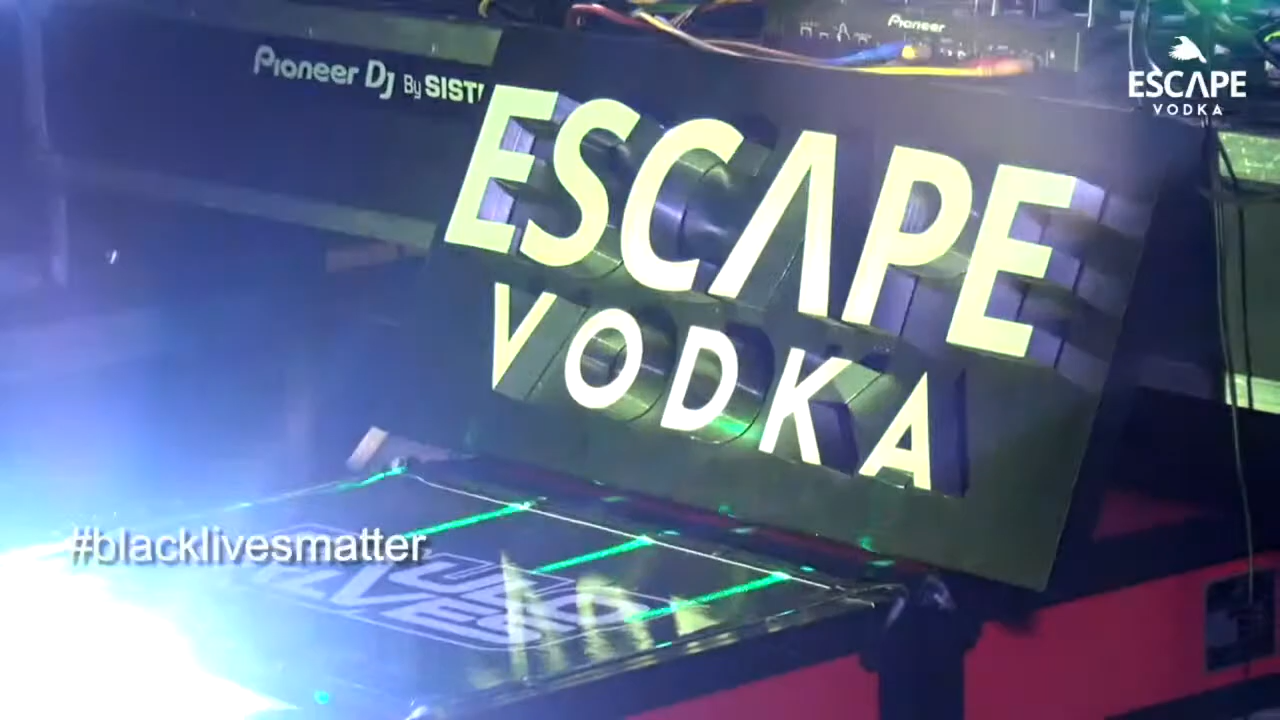 Pioneer
Pioneer DJ By SIST
ESCAPE
VODKA
ESCAPE
VODKA
#blacklivesmatter